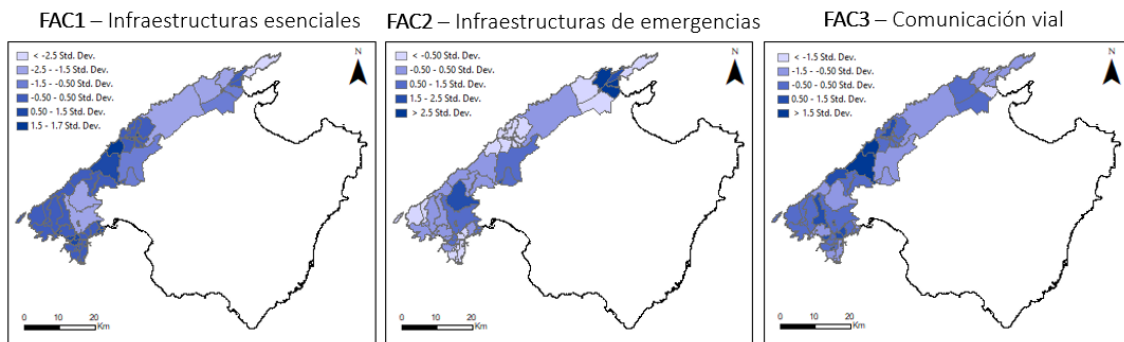 FAC1 – Infraestructuras esenciales
N
< -2.5 Std. Dev.
-2.5 - -1.5 Std. Dev.
-1.5 - -0.50 Std. Dev.
-0.50 - 0.50 Std. Dev.
0.50 - 1.5 Std. Dev.
1.5 - 1.7 Std. Dev.
0 10 20
Km
FAC2 – Infraestructuras de emergencias
N
< -0.50 Std. Dev.
-0.50 - 0.50 Std. Dev.
0.50 - 1.5 Std. Dev.
1.5 - 2.5 Std. Dev.
> 2.5 Std. Dev.
0 10 20
Km
FAC3 – Comunicación vial
N
< -1.5 Std. Dev.
-1.5 - -0.50 Std. Dev.
-0.50 - 0.50 Std. Dev.
0.50 - 1.5 Std. Dev.
> 1.5 Std. Dev.
0 10 20
Km